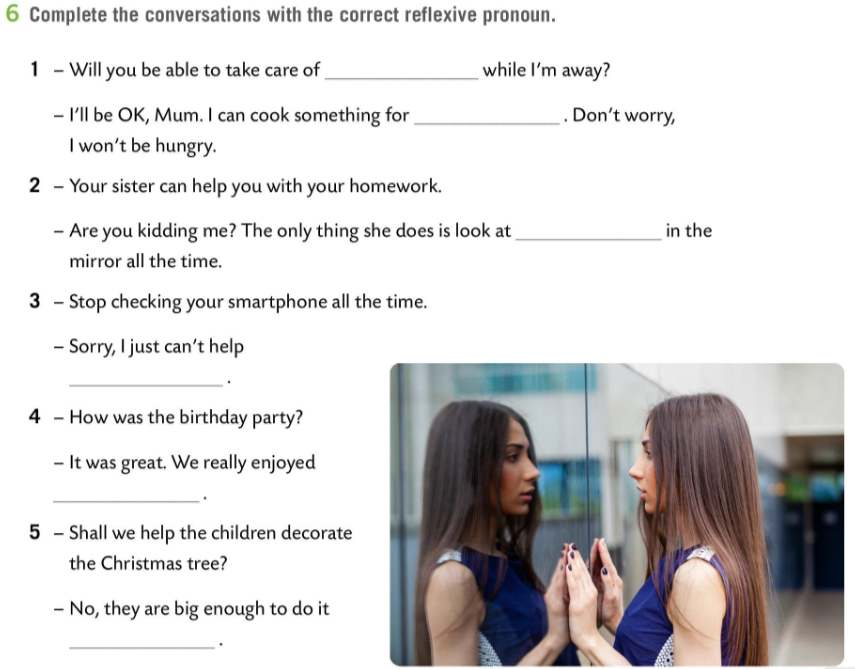 6 Complete the conversations with the correct reflexive pronoun.
1 – Will you be able to take care of _______________ while I'm away?
– I'll be OK, Mum. I can cook something for _______________ . Don't worry,
I won't be hungry.
2 – Your sister can help you with your homework.
– Are you kidding me? The only thing she does is look at _______________ in the
mirror all the time.
3 – Stop checking your smartphone all the time.
– Sorry, I just can't help
_______________ .
4 – How was the birthday party?
– It was great. We really enjoyed
_______________ .
5 – Shall we help the children decorate
the Christmas tree?
– No, they are big enough to do it
_______________ .